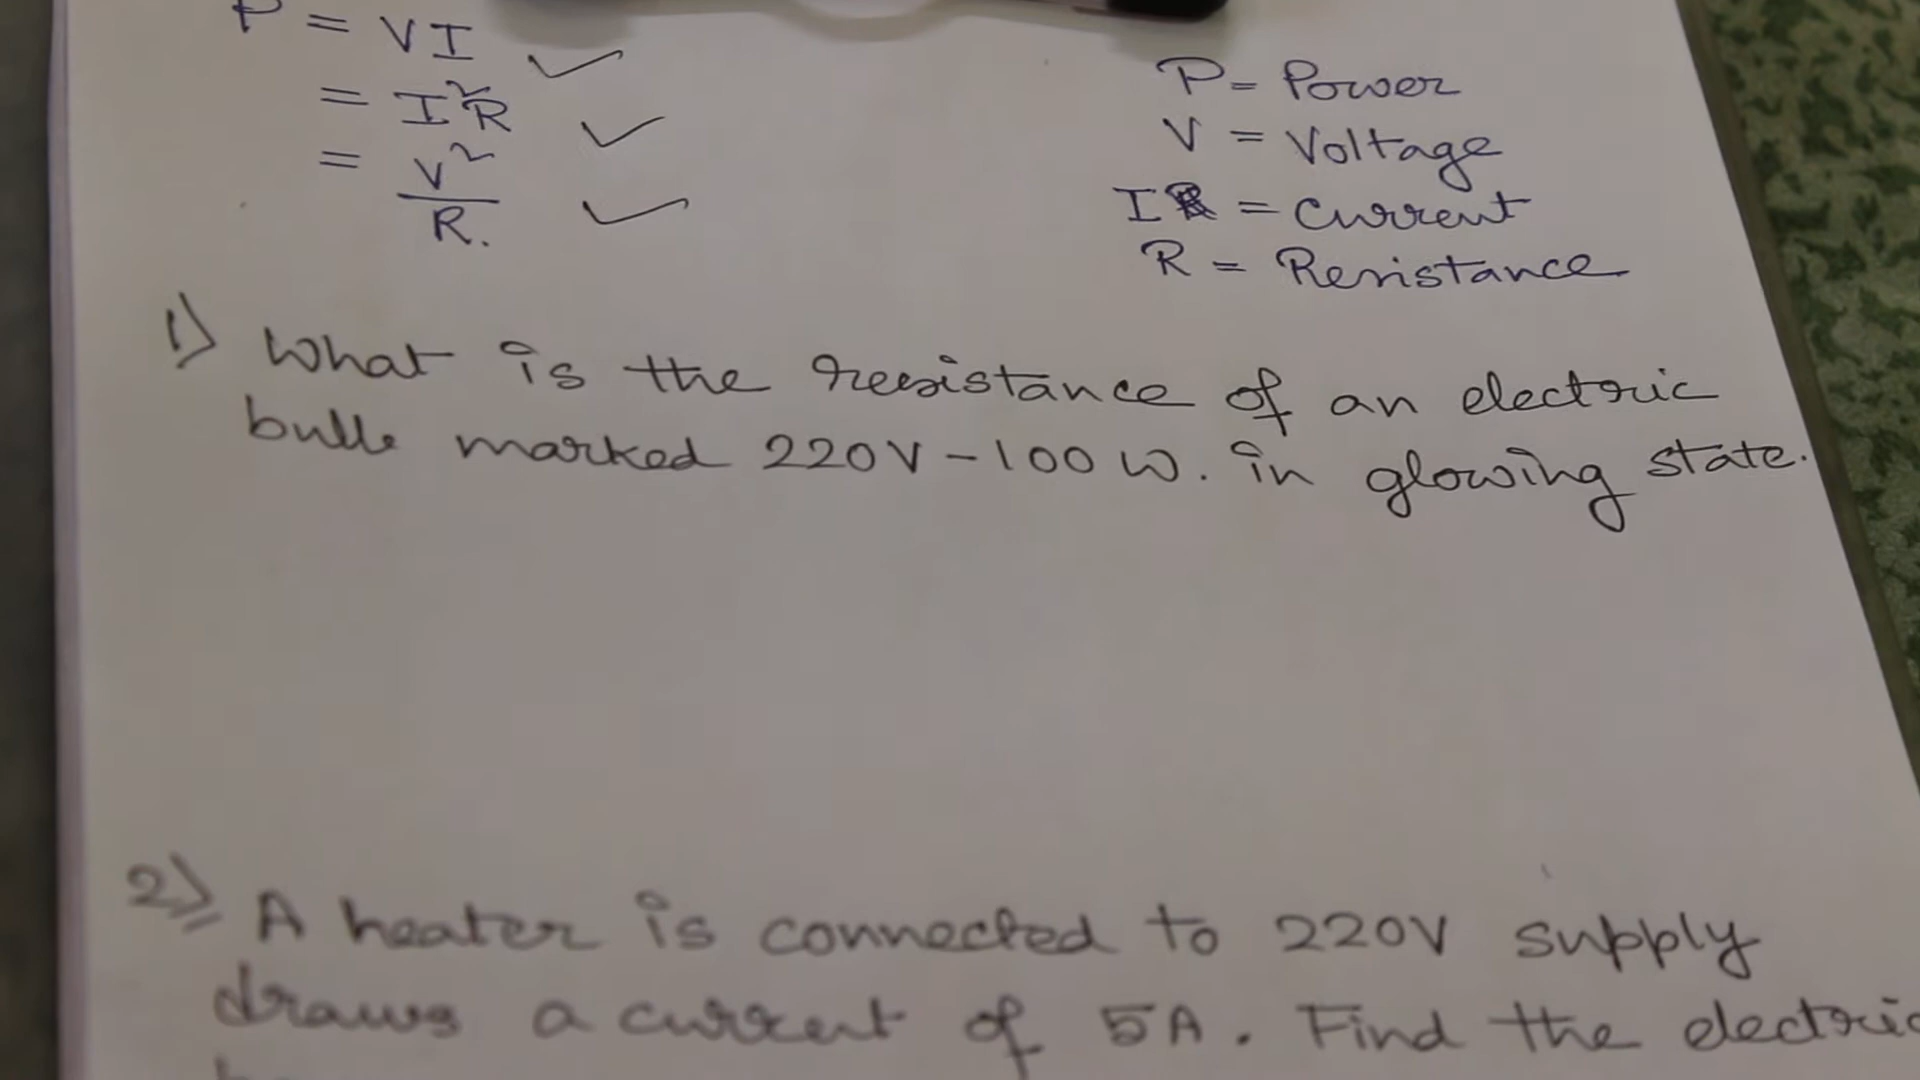 P = VI
= I²R
= V²/R.
P = Power
V = Voltage
I = Current
R = Resistance
1) What is the resistance of an electric
bulb marked 220V - 100 W. in glowing state.
2) A heater is connected to 220V supply
draws a current of 5A. Find the electric